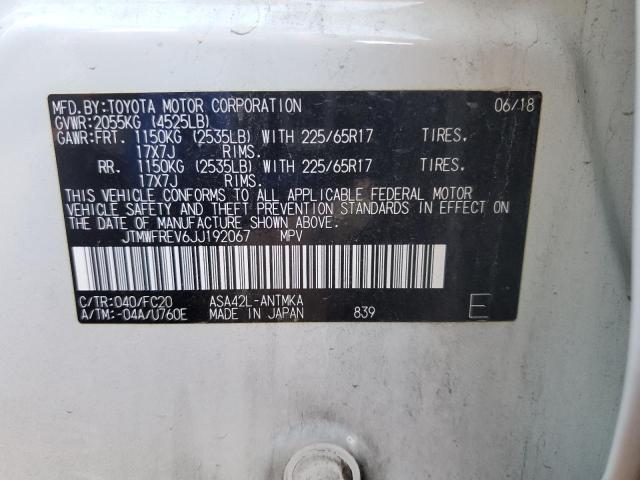 MFD.BY:TOYOTA MOTOR CORPORATION 06/18
GVWR:2055KG (4525LB)
GAWR:FRT. 1150KG (2535LB) WITH 225/65R17 TIRES.
17X7J RIMS.
RR. 1150KG (2535LB) WITH 225/65R17 TIRES.
17X7J RIMS.
THIS VEHICLE CONFORMS TO ALL APPLICABLE FEDERAL MOTOR
VEHICLE SAFETY AND THEFT PREVENTION STANDARDS IN EFFECT ON
THE DATE OF MANUFACTURE SHOWN ABOVE.
JTMWFREV6JJ192067 MPV
C/TR:040/FC20 ASA42L-ANTMKA
A/TM:-04A/U760E MADE IN JAPAN 839 E